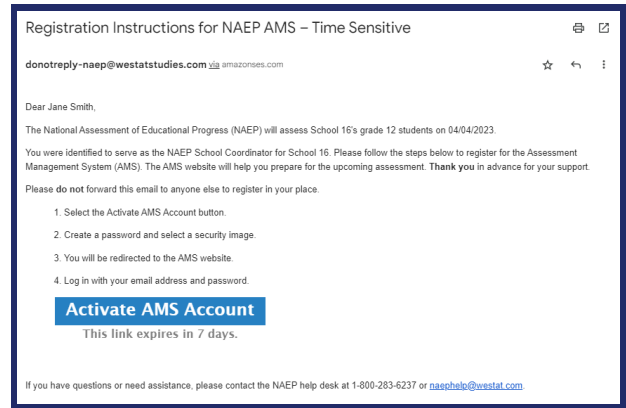 Registration Instructions for NAEP AMS – Time Sensitive
donotreply-naep@westatstudies.com via amazonses.com
Dear Jane Smith,
The National Assessment of Educational Progress (NAEP) will assess School 16's grade 12 students on 04/04/2023.
You were identified to serve as the NAEP School Coordinator for School 16. Please follow the steps below to register for the Assessment
Management System (AMS). The AMS website will help you prepare for the upcoming assessment. Thank you in advance for your support.
Please do not forward this email to anyone else to register in your place.
1. Select the Activate AMS Account button.
2. Create a password and select a security image.
3. You will be redirected to the AMS website.
4. Log in with your email address and password.
Activate AMS Account
This link expires in 7 days.
If you have questions or need assistance, please contact the NAEP help desk at 1-800-283-6237 or naephelp@westat.com.